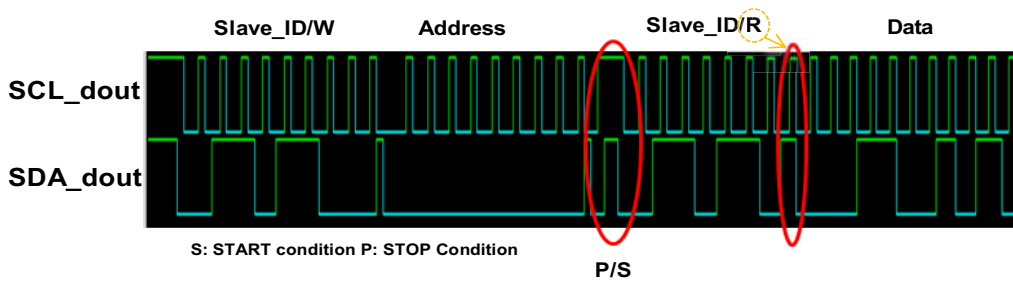 Slave_ID/W Address Slave_ID/R Data
SCL_dout
SDA_dout
S: START condition P: STOP Condition
P/S